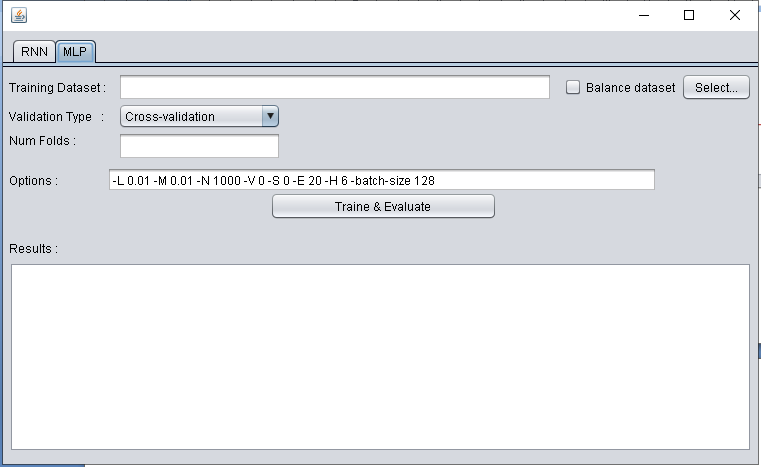 RNN MLP
Training Dataset : Balance dataset Select...
Validation Type : Cross-validation
Num Folds :
Options : -L 0.01 -M 0.01 -N 1000 -V 0 -S 0 -E 20 -H 6 -batch-size 128
Traine & Evaluate
Results :